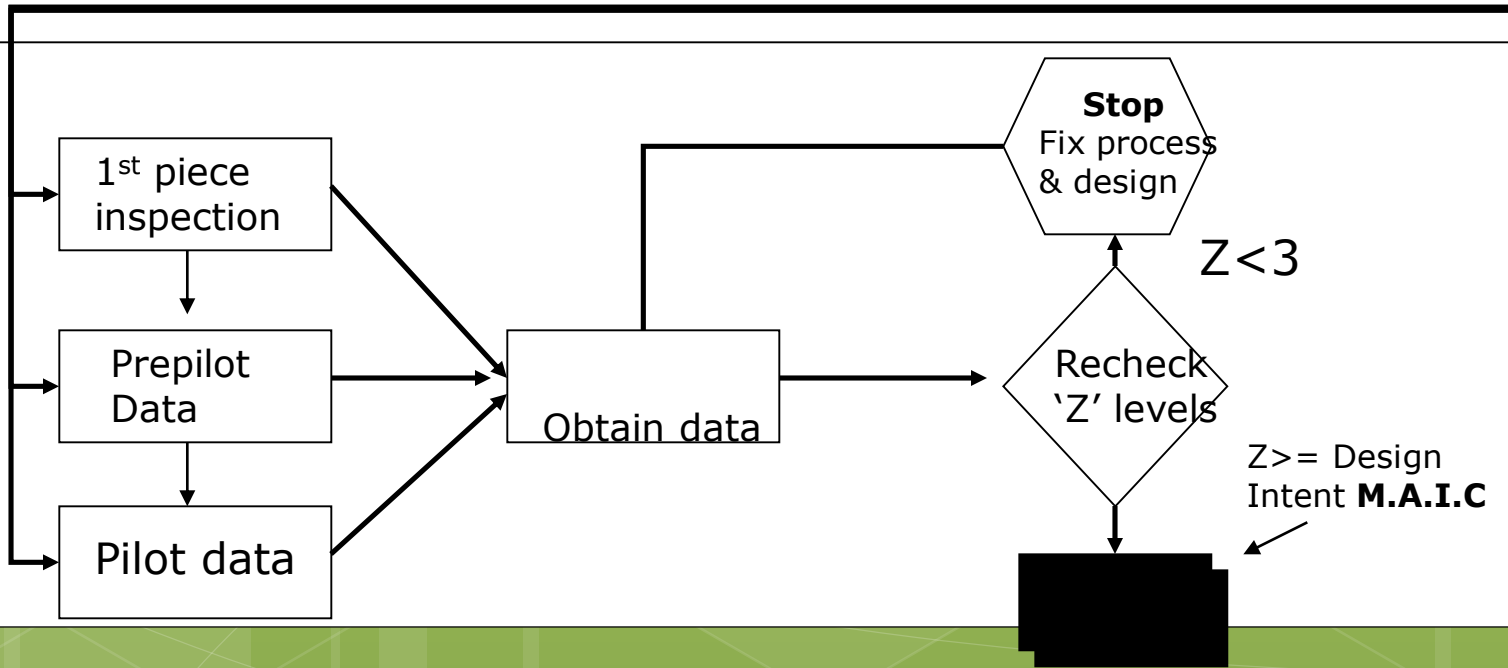 1st piece
inspection
Prepilot
Data
Pilot data
Obtain data
Stop
Fix process
& design
Z<3
Recheck
‘Z’ levels
Z>= Design
Intent M.A.I.C